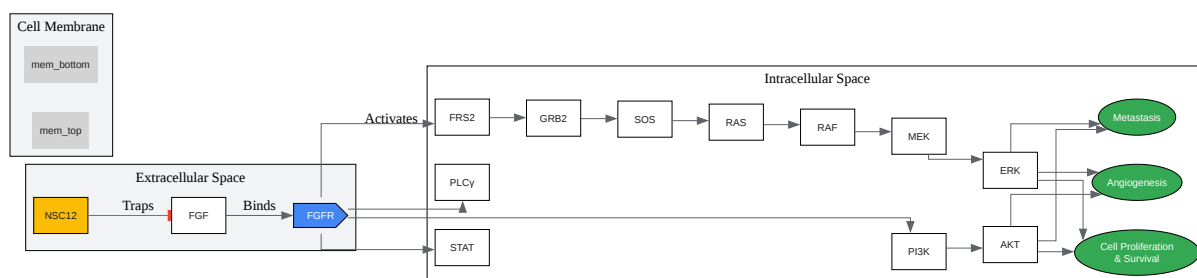 Cell Membrane
mem_bottom
mem_top
Extracellular Space
NSC12
Traps
FGF
Binds
FGFR
Activates
Intracellular Space
FRS2
GRB2
SOS
RAS
RAF
MEK
ERK
PLCγ
STAT
PI3K
AKT
Metastasis
Angiogenesis
Cell Proliferation
& Survival